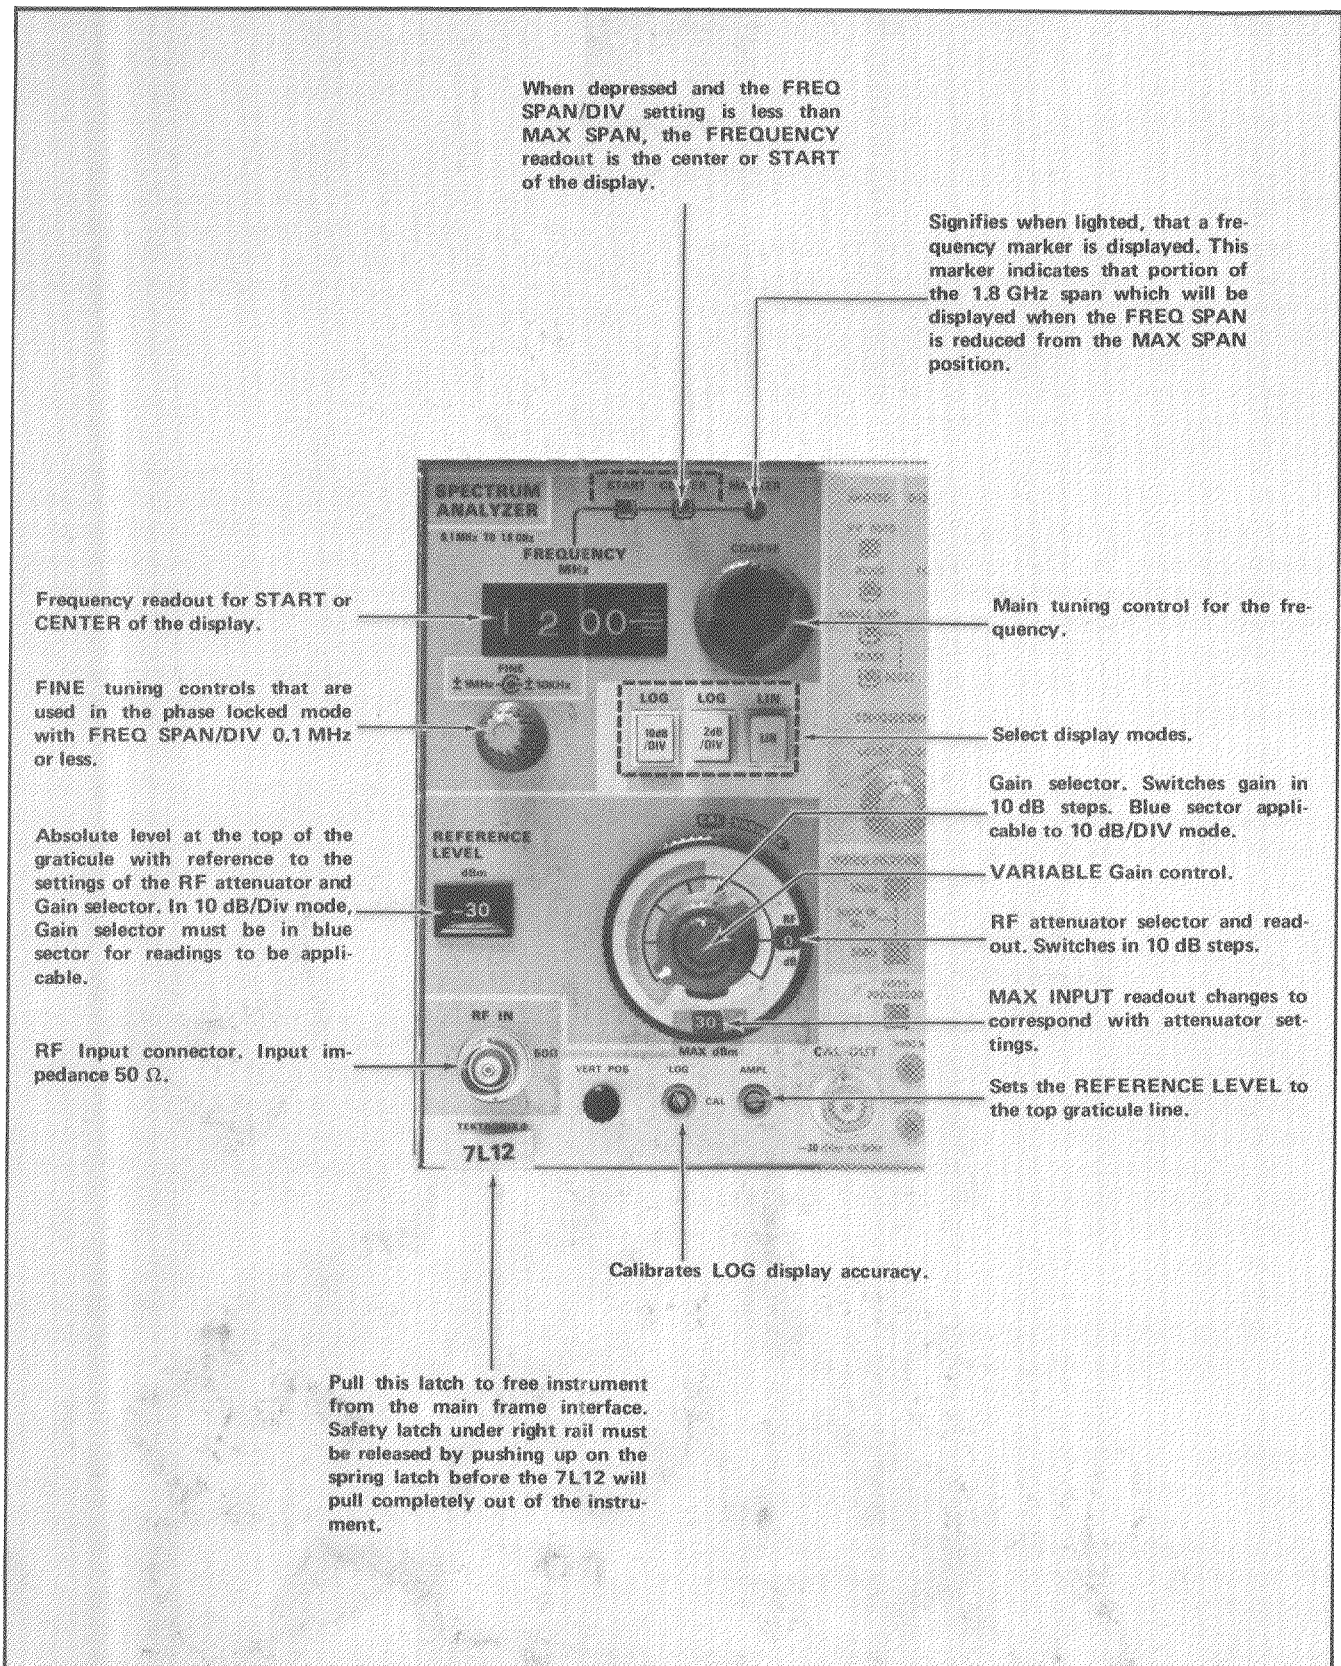 When depressed and the FREQ
SPAN/DIV setting is less than
MAX SPAN, the FREQUENCY
readout is the center or START
of the display.
Signifies when lighted, that a fre-
quency marker is displayed. This
marker indicates that portion of
the 1.8 GHz span which will be
displayed when the FREQ SPAN
is reduced from the MAX SPAN
position.
START CENTER MARKER
SPECTRUM
ANALYZER
0.1 MHz TO 1.8 GHz
FREQUENCY
MHz
COARSE
1 2 00
Frequency readout for START or
CENTER of the display.
Main tuning control for the fre-
quency.
FINE
±1MHz ±10KHz
FINE tuning controls that are
used in the phase locked mode
with FREQ SPAN/DIV 0.1 MHz
or less.
LOG LOG LIN
10dB
/DIV
2dB
/DIV
LIN
Select display modes.
Gain selector. Switches gain in
10 dB steps. Blue sector appli-
cable to 10 dB/DIV mode.
Absolute level at the top of the
graticule with reference to the
settings of the RF attenuator and
Gain selector. In 10 dB/Div mode,
Gain selector must be in blue
sector for readings to be appli-
cable.
REFERENCE
LEVEL
dBm
-30
VARIABLE Gain control.
RF
0
dB
RF attenuator selector and read-
out. Switches in 10 dB steps.
30
MAX dBm
MAX INPUT readout changes to
correspond with attenuator set-
tings.
RF IN
50Ω
RF Input connector. Input im-
pedance 50 Ω.
VERT POS LOG CAL AMPL
CAL OUT
Sets the REFERENCE LEVEL to
the top graticule line.
TEKTRONIX®
7L12
-30
Calibrates LOG display accuracy.
Pull this latch to free instrument
from the main frame interface.
Safety latch under right rail must
be released by pushing up on the
spring latch before the 7L12 will
pull completely out of the instru-
ment.